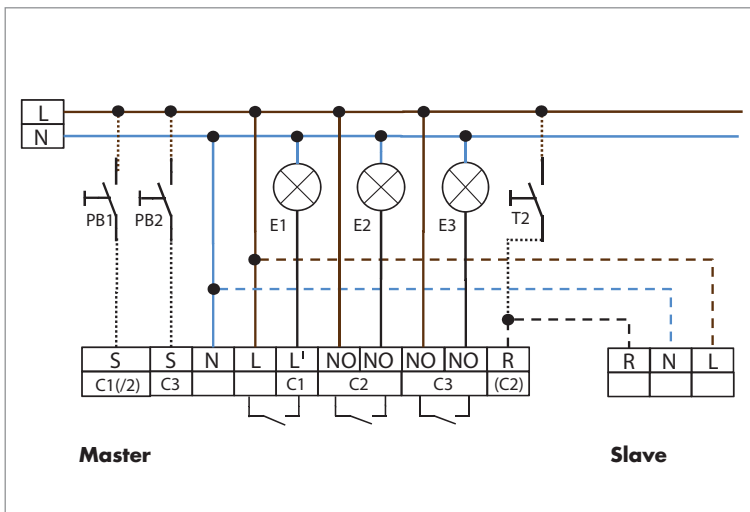 L
N
PB1 PB2 E1 E2 E3 T2
S S N L L' NO NO NO NO R R N L
C1(/2) C3 C1 C2 C3 (C2)
Master Slave